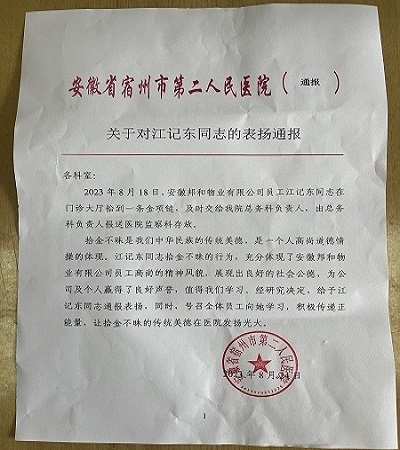 安徽省宿州市第二人民医院（通报）
关于对江记东同志的表扬通报
各科室：
2023年8月18日，安徽邦和物业有限公司员工江记东同志在
门诊大厅拾到一条金项链，及时交给我院总务科负责人，由总务
科负责人报送医院监察科存放。
拾金不昧是我们中华民族的传统美德，是一个人高尚道德情
操的体现。江记东同志拾金不昧的行为，充分体现了安徽邦和物
业有限公司员工高尚的精神风貌，展现出良好的社会公德，为公
司及个人赢得了良好声音，值得我们学习。经研究决定，给予江
记东同志通报表扬，同时，号召全体员工向她学习，积极传递正
能量，让拾金不昧的传统美德在医院发扬光大。
安徽省宿州市第二人民医院
2023年8月24日
1